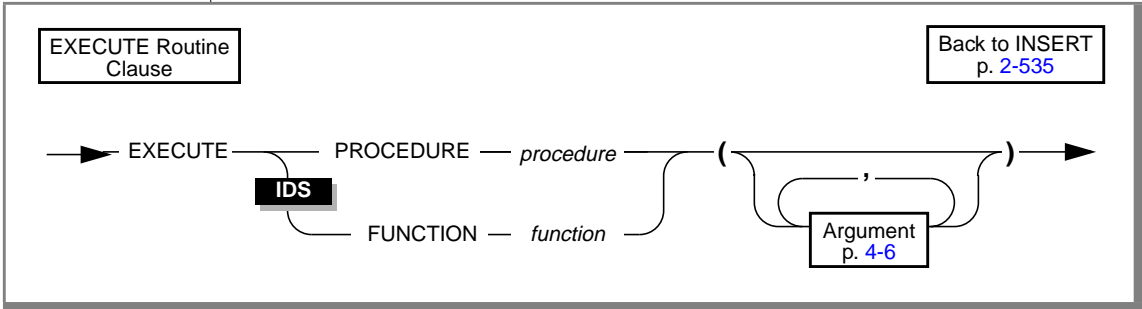 EXECUTE Routine
Clause
Back to INSERT
p. 2-535
EXECUTE PROCEDURE procedure ( )
IDS
,
FUNCTION function
Argument
p. 4-6